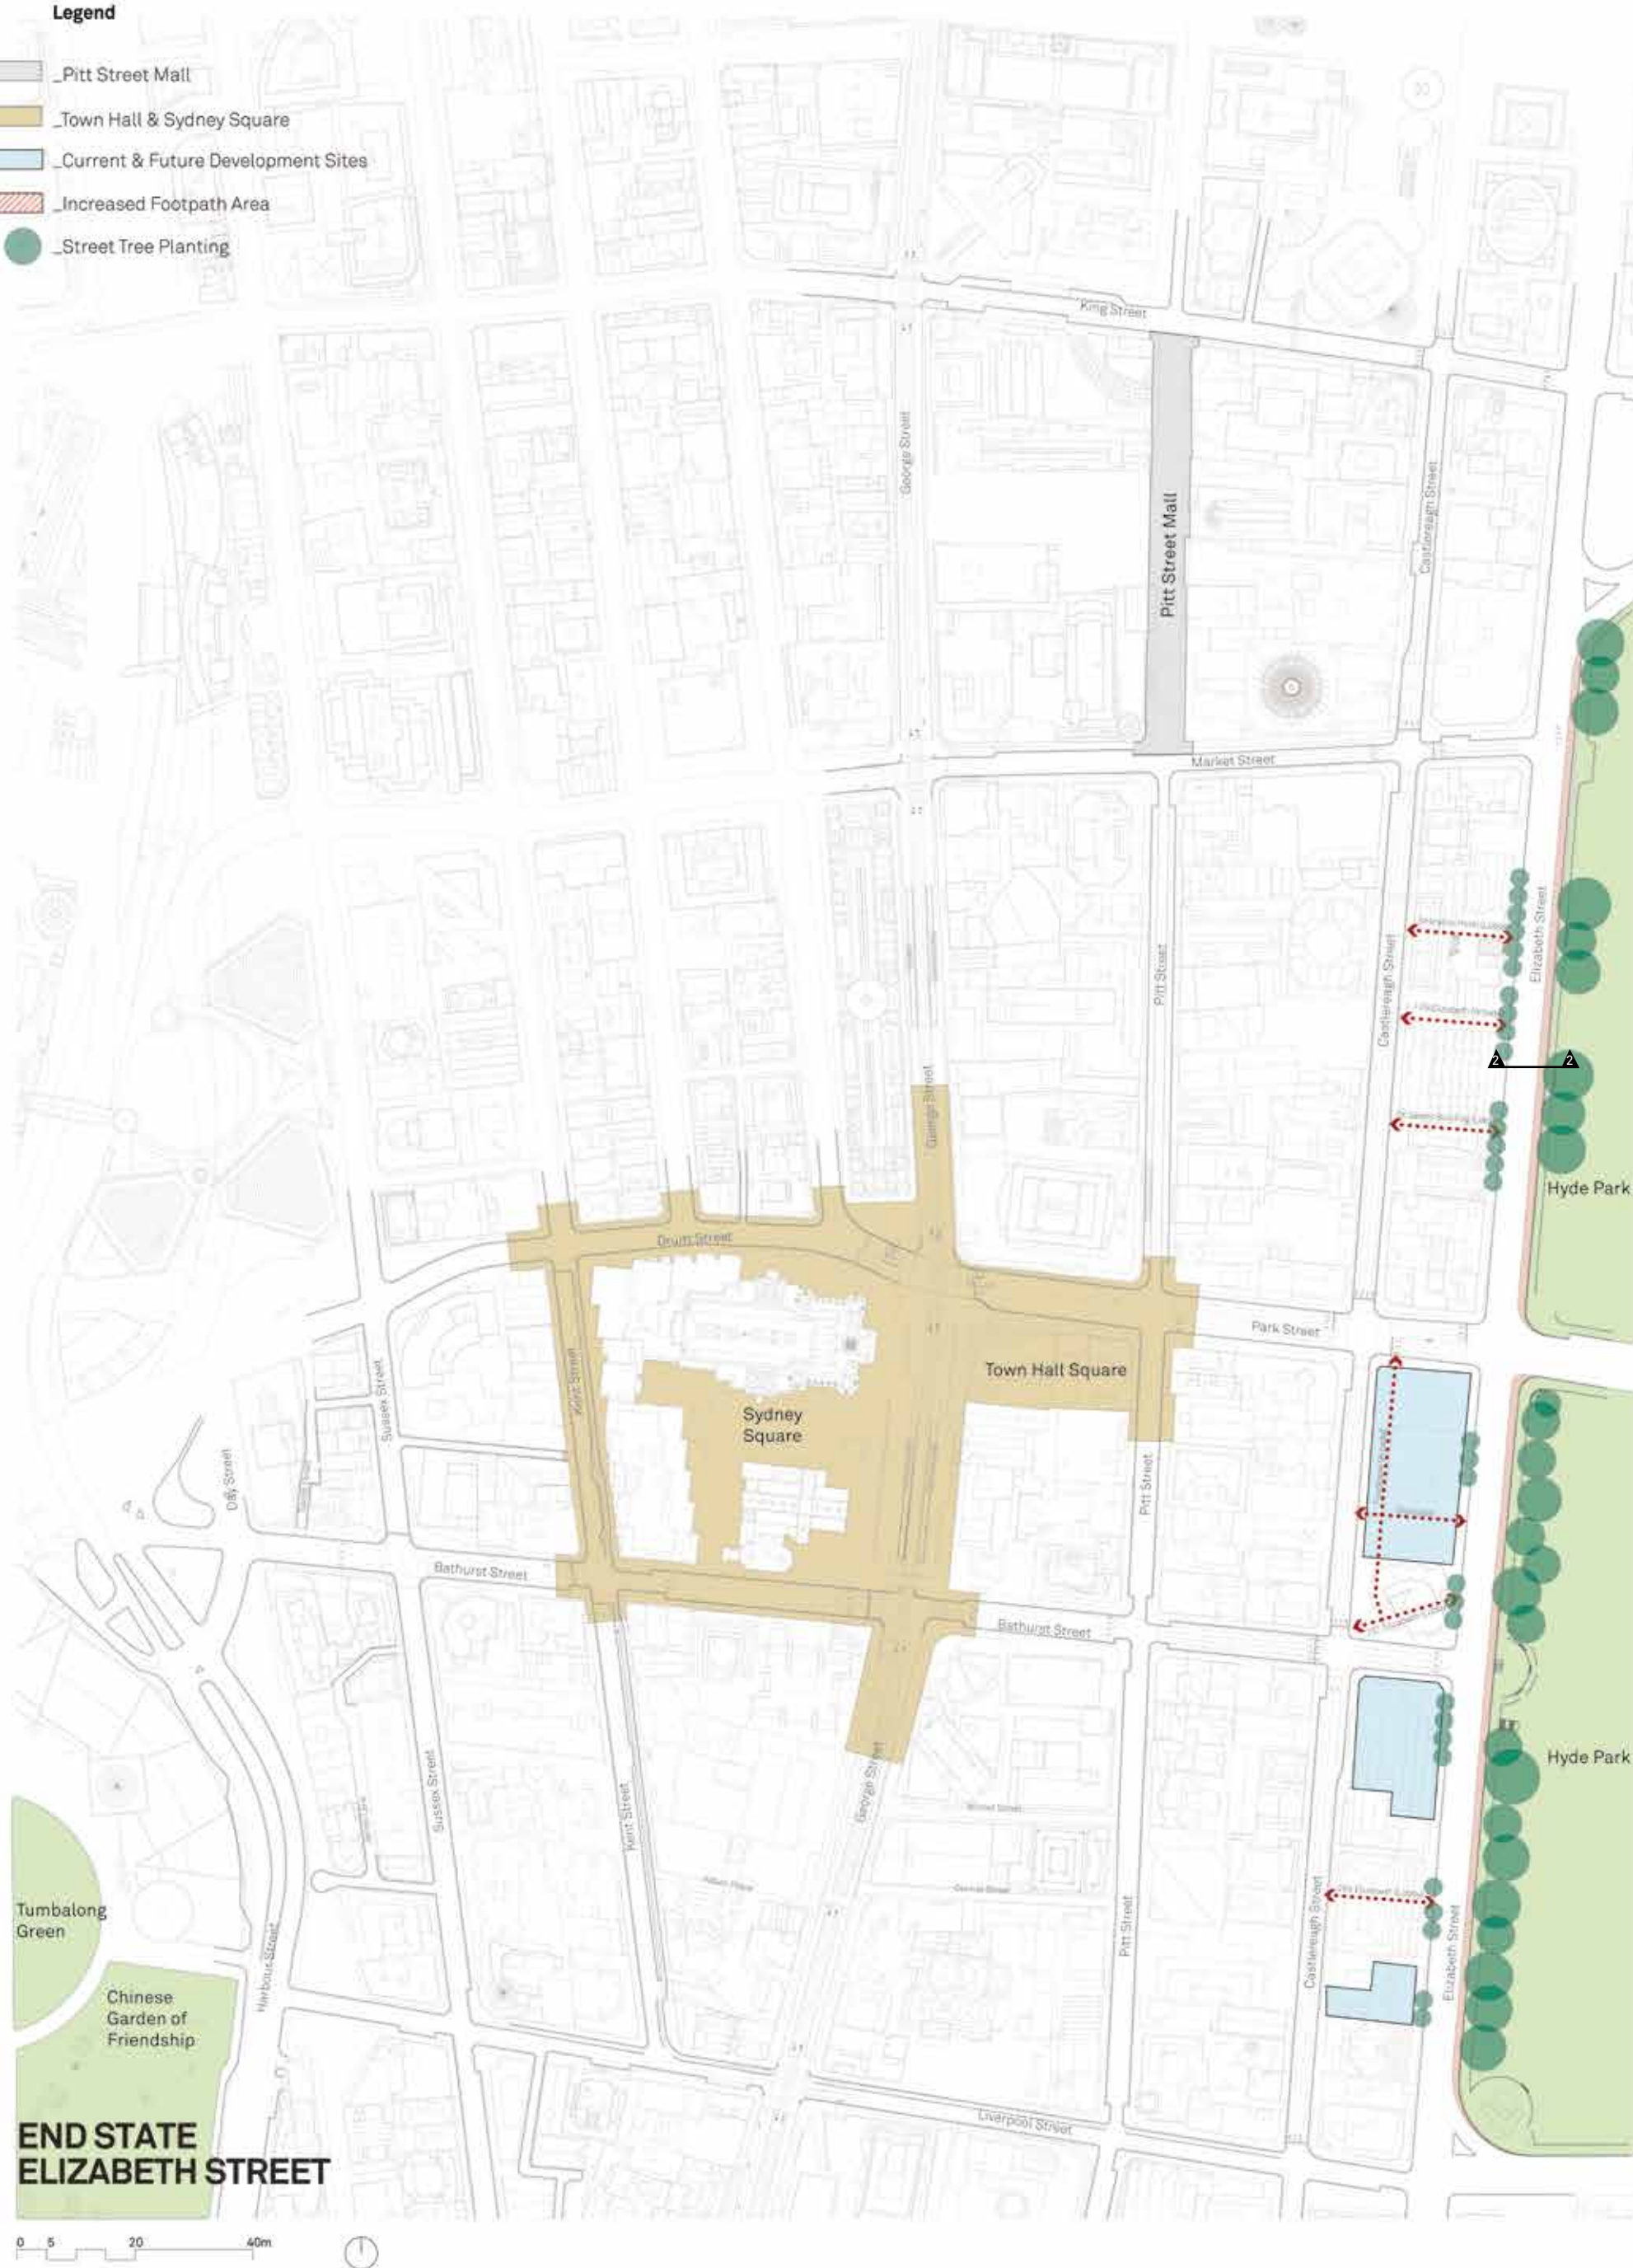 Legend
_Pitt Street Mall
_Town Hall & Sydney Square
_Current & Future Development Sites
_Increased Footpath Area
_Street Tree Planting
King Street
George Street
Castlereagh Street
Pitt Street Mall
Market Street
Elizabeth Street
Castlereagh Street
Pitt Street
2
2
George Street
Hyde Park
Druitt Street
Park Street
Town Hall Square
Kent Street
Sussex Street
Sydney
Square
Day Street
Pitt Street
Bathurst Street
Bathurst Street
Hyde Park
George Street
Sussex Street
Kent Street
Castlereagh Street
Pitt Street
Elizabeth Street
Tumbalong
Green
Harbour Street
Chinese
Garden of
Friendship
Liverpool Street
END STATE
ELIZABETH STREET
0 5 20 40m